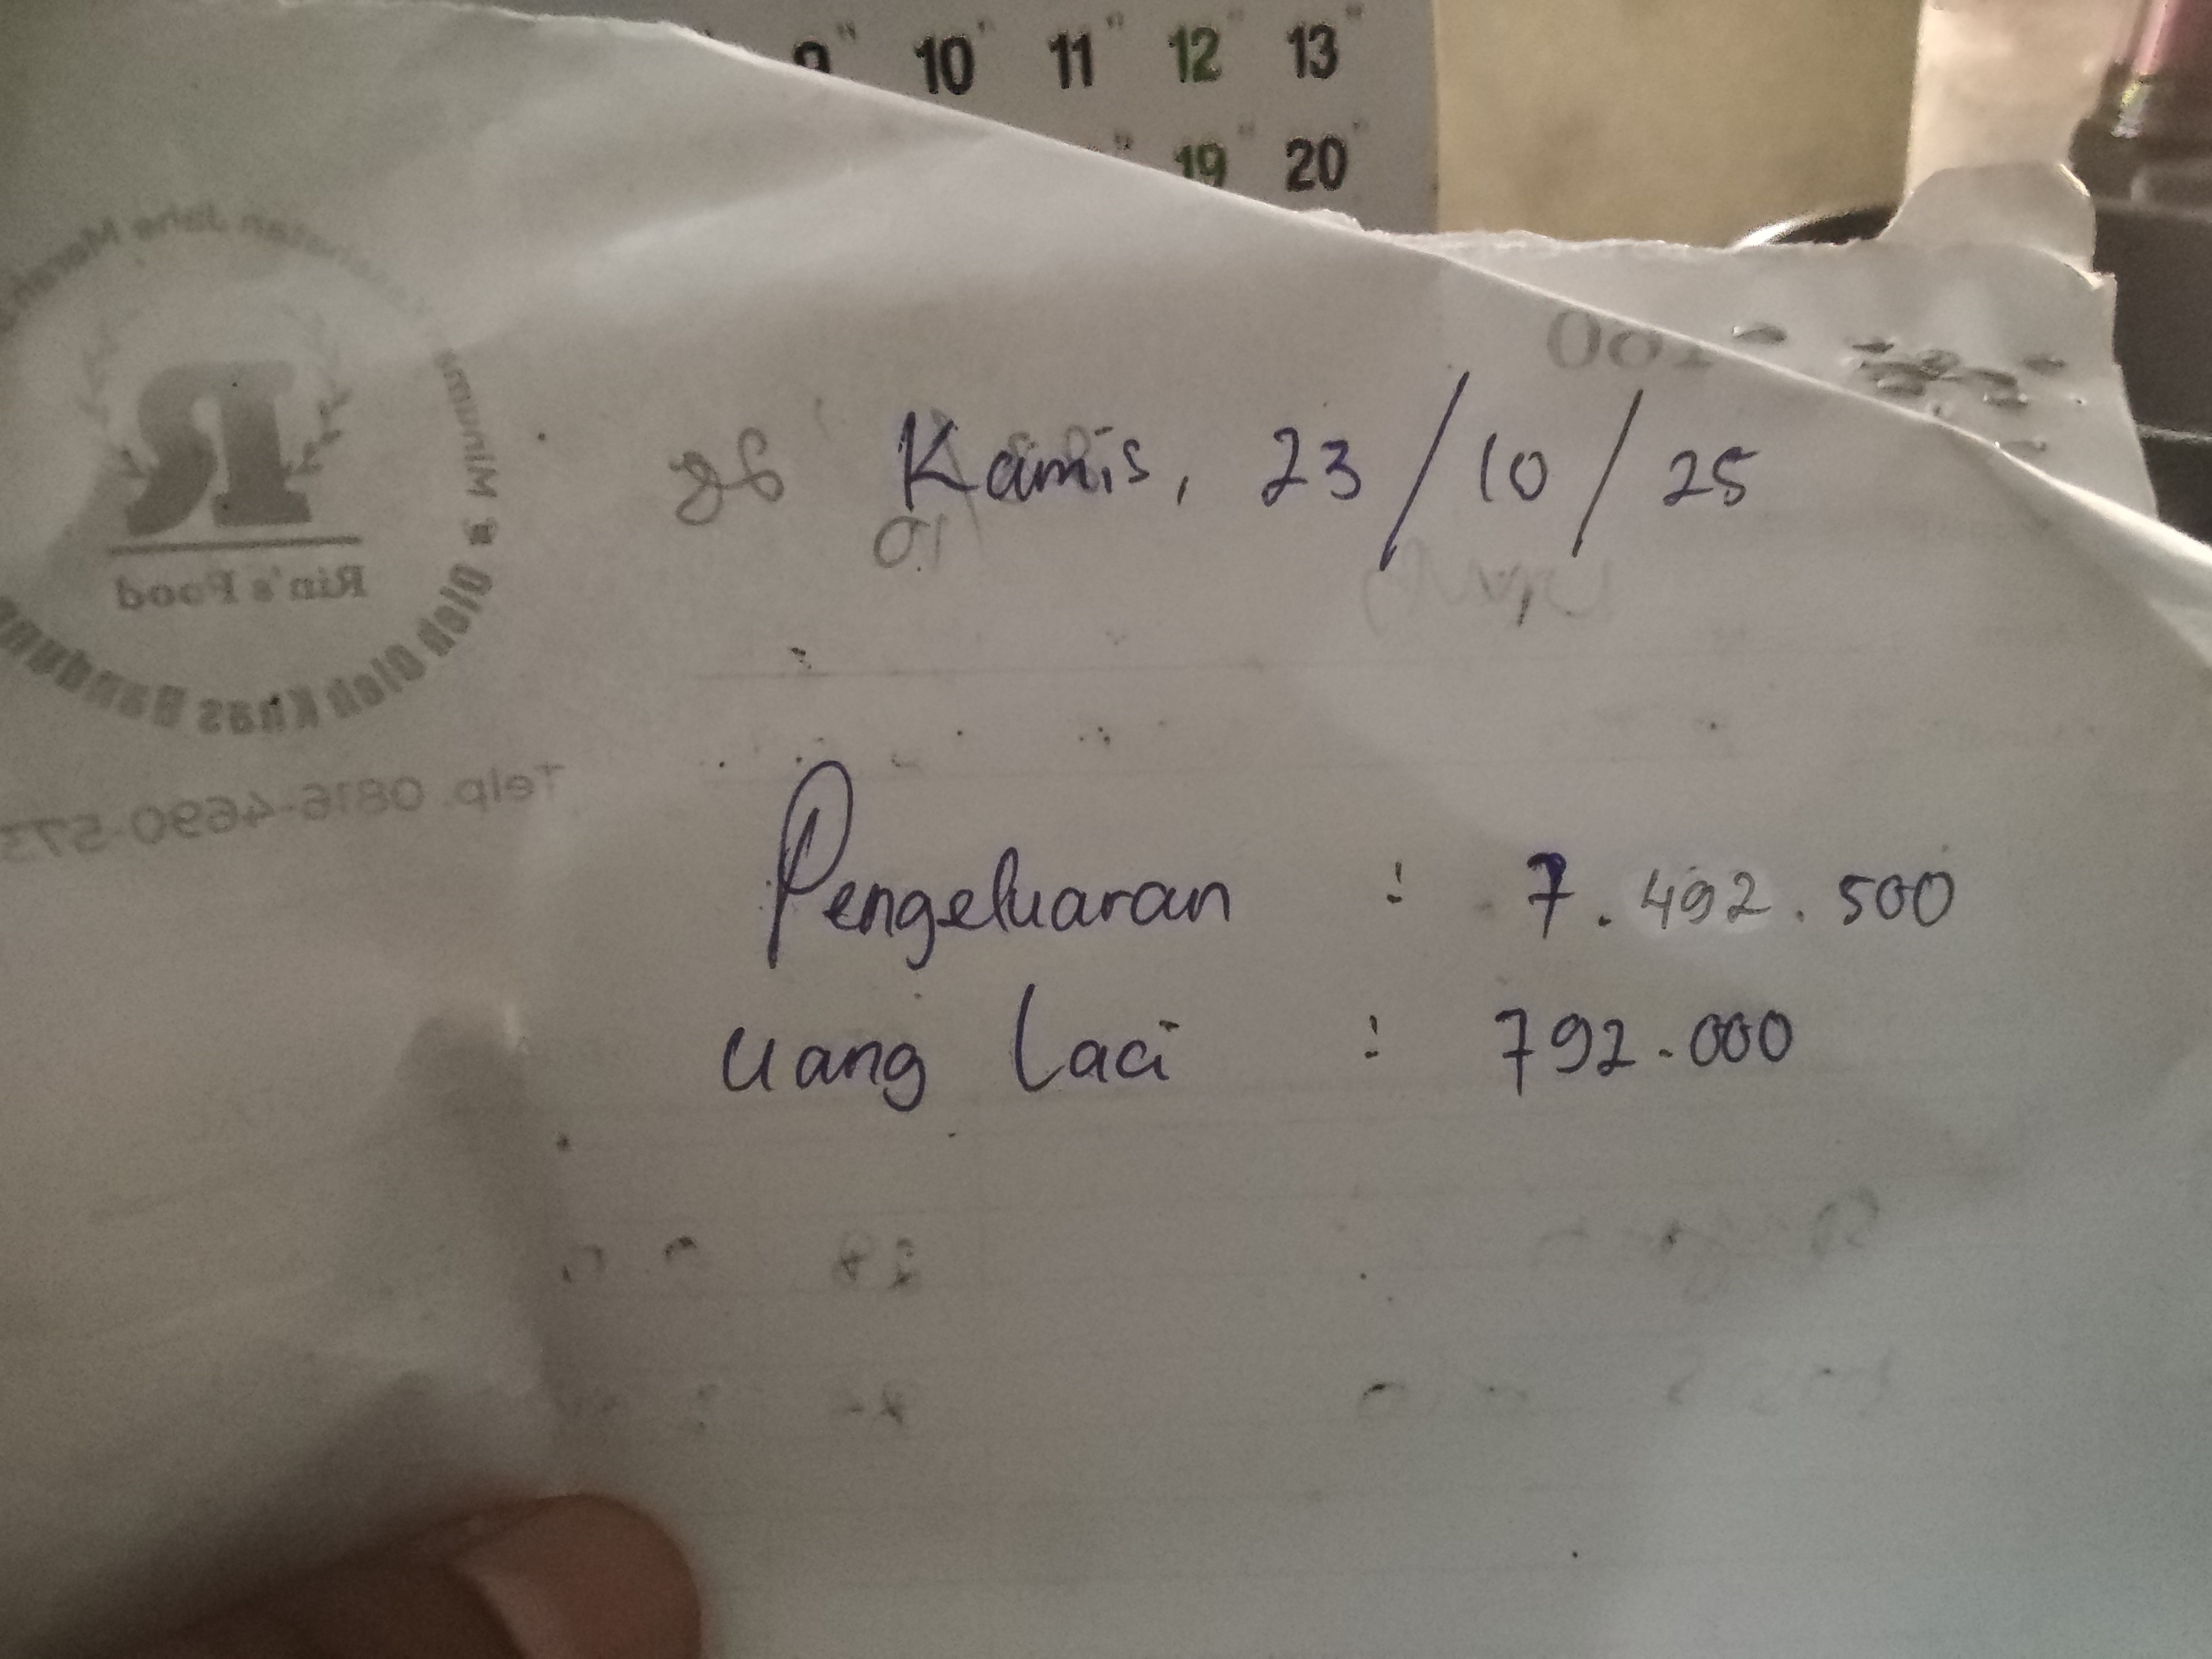 10" 11" 12" 13"
19" 20"
Kamis, 23/10/25
Rin's Food
Telp. 0816-4690-573
Pengeluaran : 7.492.500
uang laci : 792.000